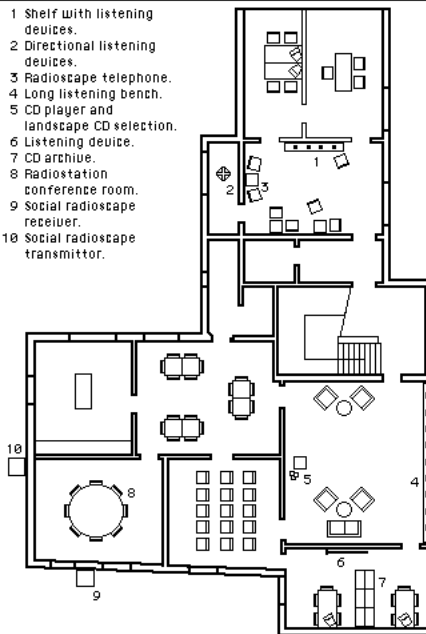 1 Shelf with listening
devices.
2 Directional listening
devices.
3 Radioscape telephone.
4 Long listening bench.
5 CD player and
landscape CD selection.
6 Listening device.
7 CD archive.
8 Radiostation
conference room.
9 Social radioscape
receiver.
10 Social radioscape
transmittor.
1
2
3
10
8
5
4
6
7
9